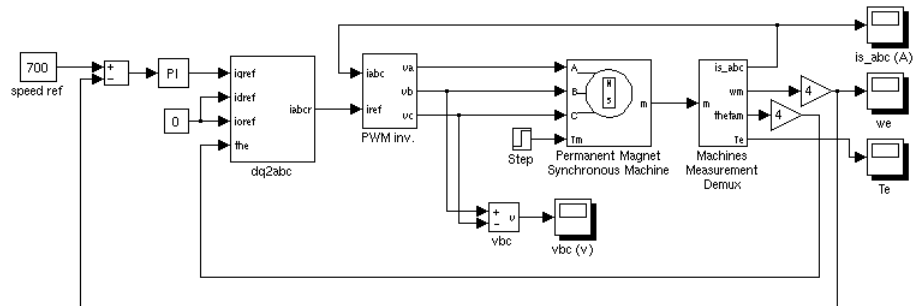 700
speed ref
+
−
PI
0
iqref
idref
ioref
the
iabcr
dq2abc
iabc
iref
va
vb
vc
PWM inv.
Step
A
B
C
Tm
N
S
m
Permanent Magnet
Synchronous Machine
m
is_abc
wm
thetam
Te
Machines
Measurement
Demux
4
4
is_abc (A)
we
Te
+
−
v
vbc
vbc (v)